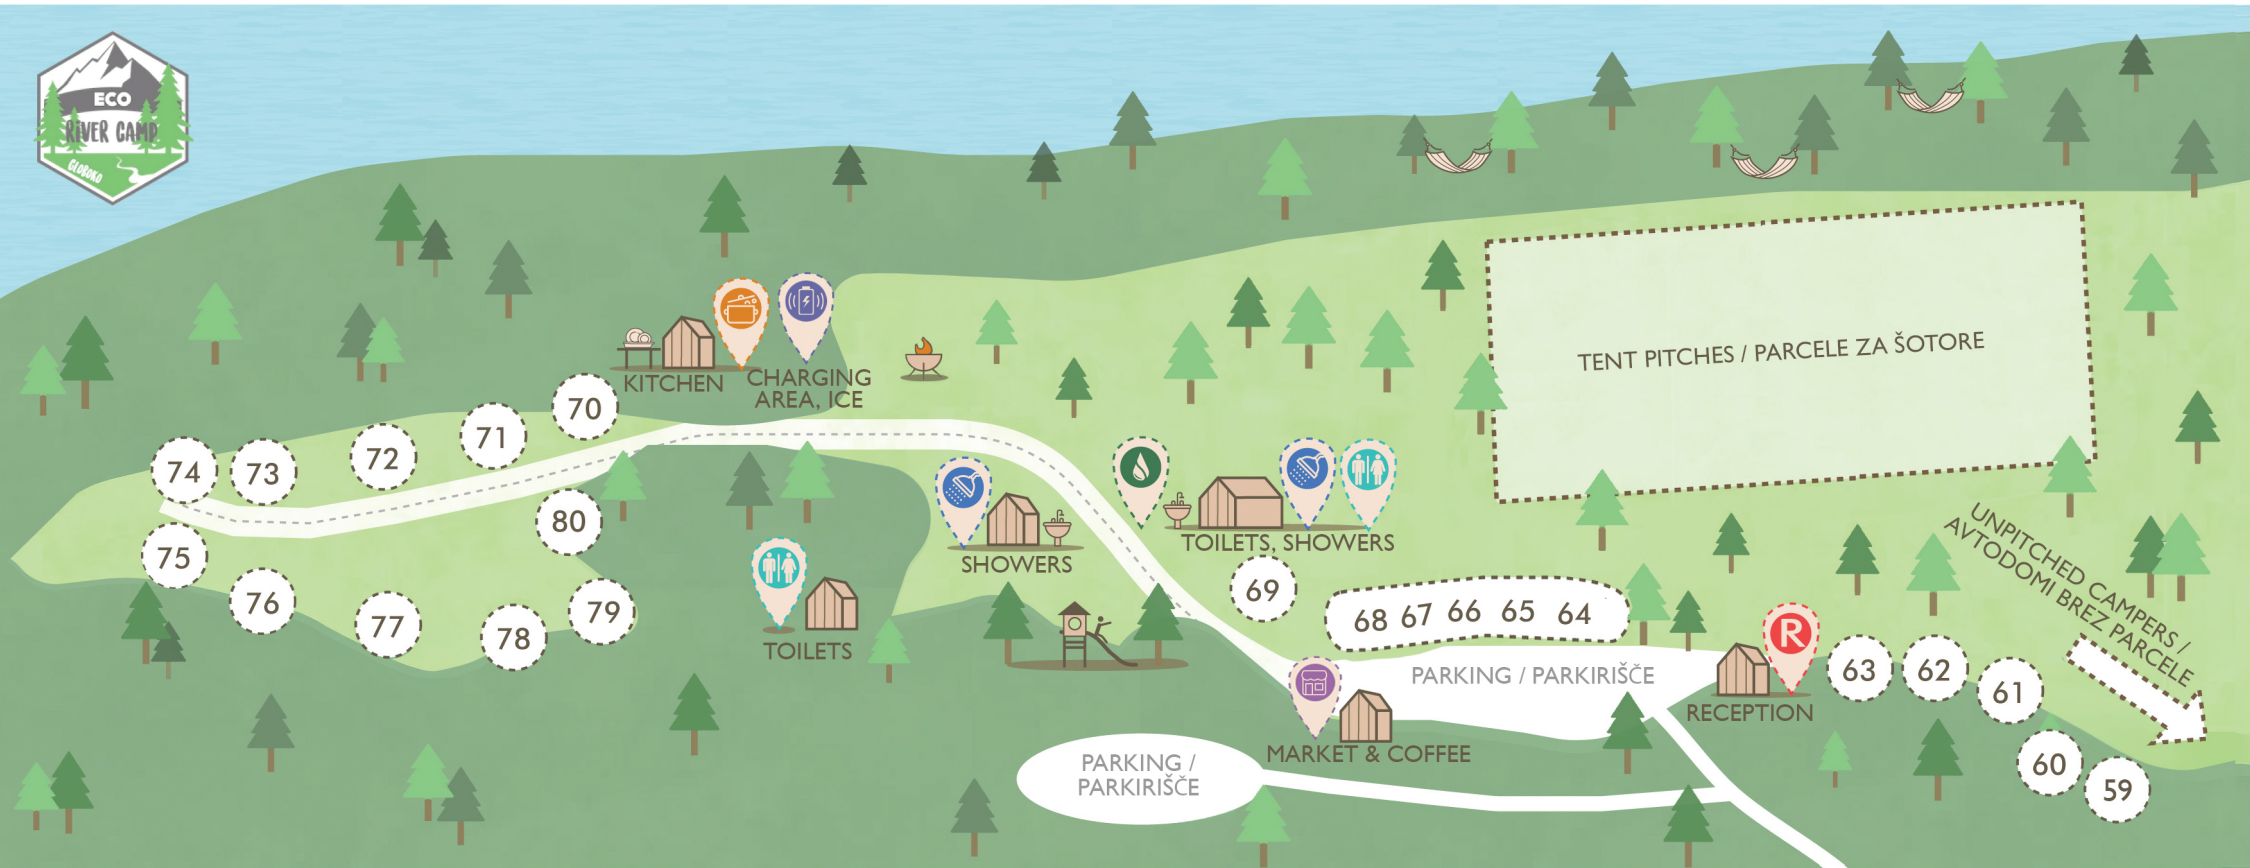 ECO
RIVER CAMP
GLOBOKO
TENT PITCHES / PARCELE ZA ŠOTORE
KITCHEN
CHARGING
AREA, ICE
70
71
72
73
74
75
76
77
78
79
80
SHOWERS
TOILETS, SHOWERS
TOILETS
69
68 67 66 65 64
UNPITCHED CAMPERS /
AVTODOMI BREZ PARCELE
PARKING / PARKIRIŠČE
R
RECEPTION
63
62
61
60
59
MARKET & COFFEE
PARKING /
PARKIRIŠČE